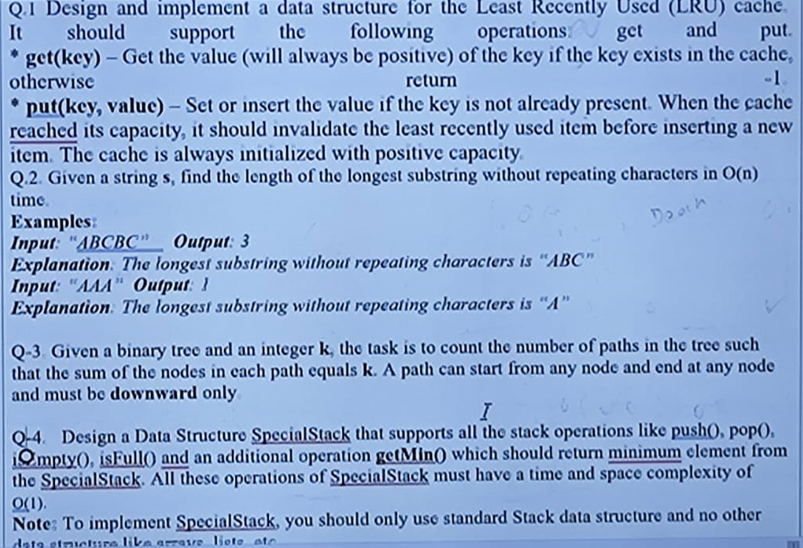 Q.1 Design and implement a data structure for the Least Recently Used (LRU) cache.
It should support the following operations: get and put.
* get(key) – Get the value (will always be positive) of the key if the key exists in the cache,
otherwise return -1.
* put(key, value) – Set or insert the value if the key is not already present. When the cache
reached its capacity, it should invalidate the least recently used item before inserting a new
item. The cache is always initialized with positive capacity.
Q.2. Given a string s, find the length of the longest substring without repeating characters in O(n)
time.
Examples:
Input: "ABCBC" Output: 3
Explanation: The longest substring without repeating characters is "ABC"
Input: "AAA" Output: 1
Explanation: The longest substring without repeating characters is "A"
Q-3. Given a binary tree and an integer k, the task is to count the number of paths in the tree such
that the sum of the nodes in each path equals k. A path can start from any node and end at any node
and must be downward only.
Q-4. Design a Data Structure SpecialStack that supports all the stack operations like push(), pop(),
isEmpty(), isFull() and an additional operation getMin() which should return minimum element from
the SpecialStack. All these operations of SpecialStack must have a time and space complexity of
O(1).
Note: To implement SpecialStack, you should only use standard Stack data structure and no other
data structure like arrays, lists, etc